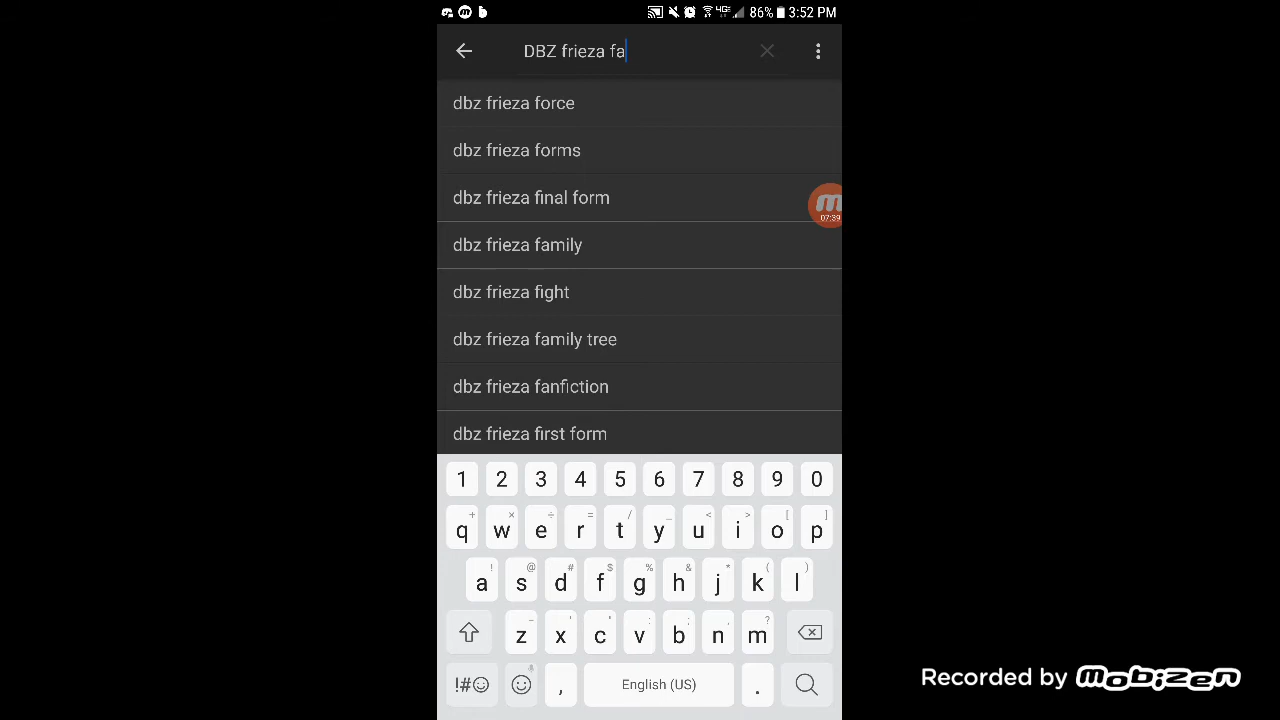 86% 3:52 PM
DBZ frieza fa
dbz frieza force
dbz frieza forms
dbz frieza final form
07:39
dbz frieza family
dbz frieza fight
dbz frieza family tree
dbz frieza fanfiction
dbz frieza first form
1 2 3 4 5 6 7 8 9 0
+ × ÷ = / _ < > [ ]
q w e r t y u i o p
! @ # $ % & * ( )
a s d f g h j k l
- ' " : ; , ?
z x c v b n m
!#☺ , English (US) .
Recorded by mobizen